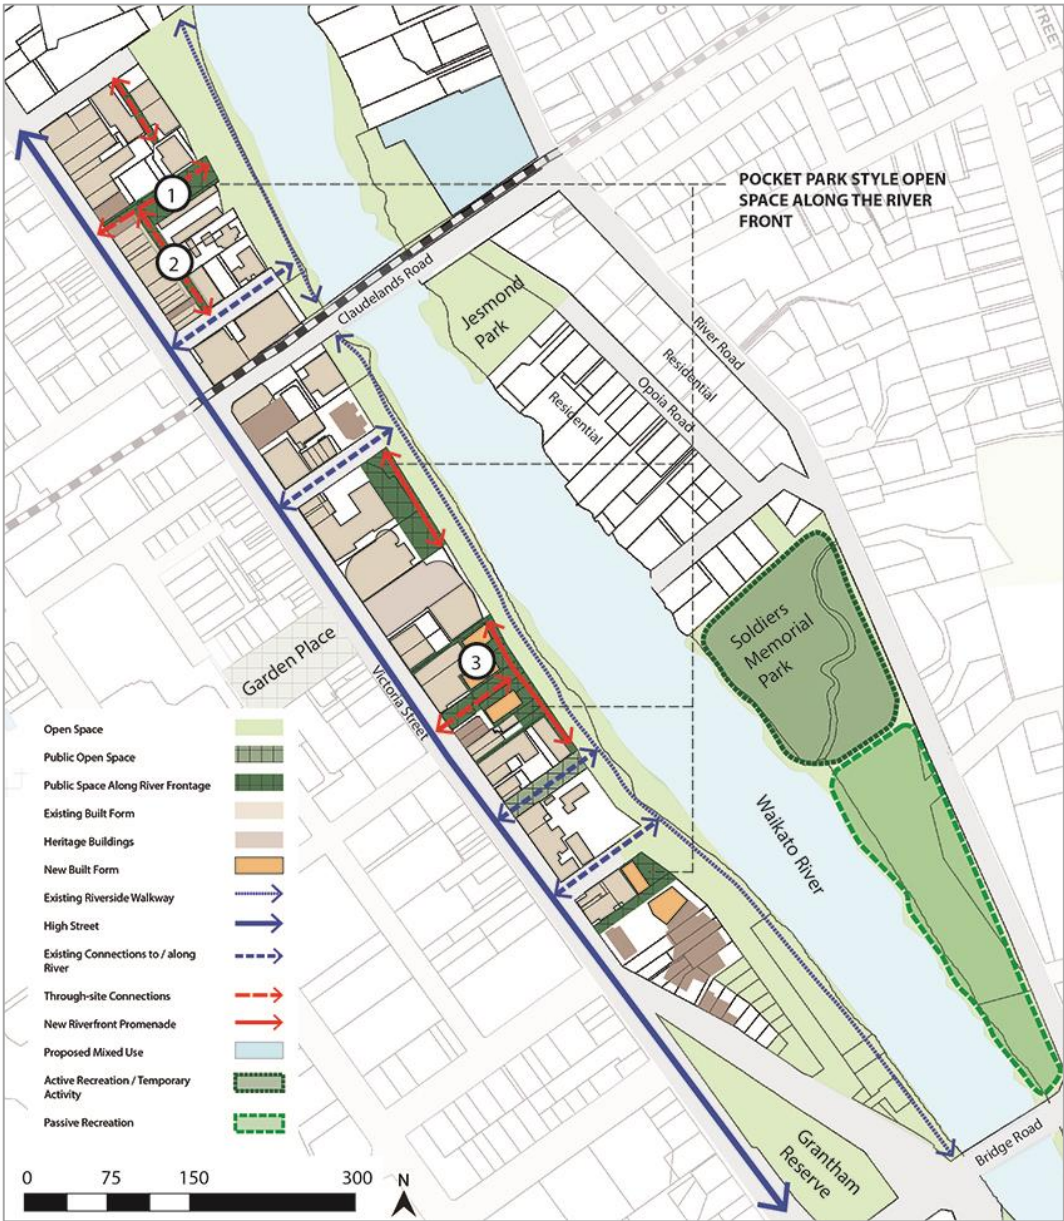 STREET
POCKET PARK STYLE OPEN
SPACE ALONG THE RIVER
FRONT
1
2
Claudelands Road
Jesmond
Park
River Road
Residential
Opoia Road
Residential
Soldiers
Memorial
Park
Garden Place
Victoria Street
3
Waikato River
Open Space
Public Open Space
Public Space Along River Frontage
Existing Built Form
Heritage Buildings
New Built Form
Existing Riverside Walkway
High Street
Existing Connections to / along
River
Through-site Connections
New Riverfront Promenade
Proposed Mixed Use
Active Recreation / Temporary
Activity
Passive Recreation
Grantham
Reserve
Bridge Road
0 75 150 300
N